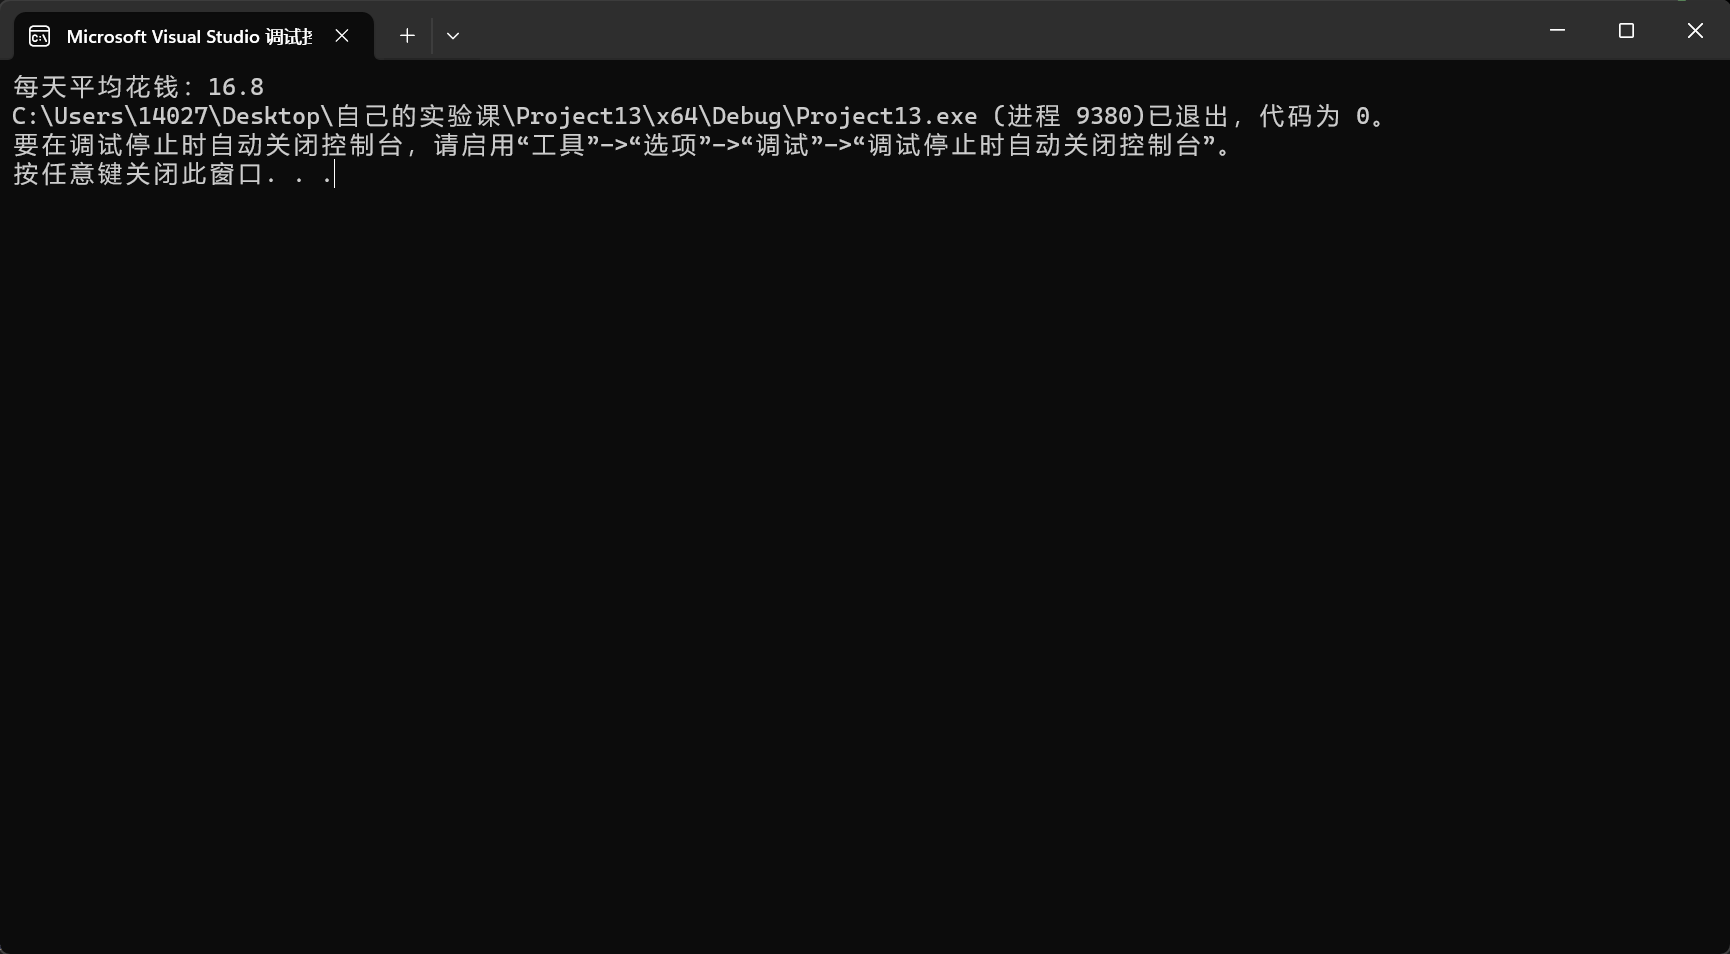 Microsoft Visual Studio 调试
每天平均花钱：16.8
C:\Users\14027\Desktop\自己的实验课\Project13\x64\Debug\Project13.exe (进程 9380)已退出，代码为 0。
要在调试停止时自动关闭控制台，请启用“工具”->“选项”->“调试”->“调试停止时自动关闭控制台”。
按任意键关闭此窗口. . .